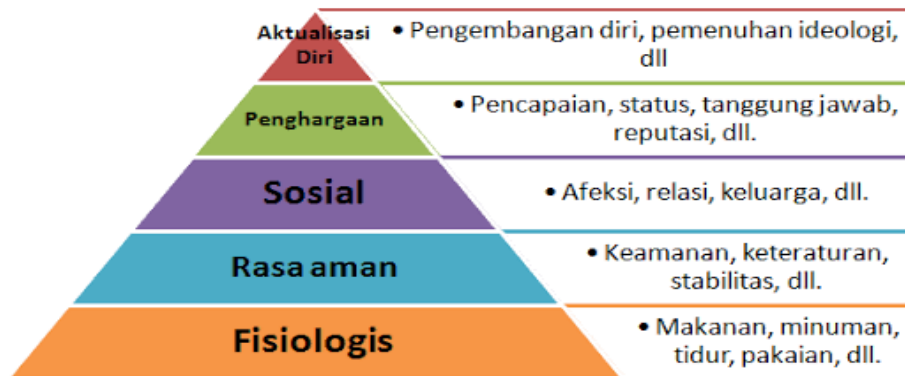 Aktualisasi
Diri
• Pengembangan diri, pemenuhan ideologi,
dll
Penghargaan
• Pencapaian, status, tanggung jawab,
reputasi, dll.
Sosial
• Afeksi, relasi, keluarga, dll.
Rasa aman
• Keamanan, keteraturan,
stabilitas, dll.
Fisiologis
• Makanan, minuman,
tidur, pakaian, dll.